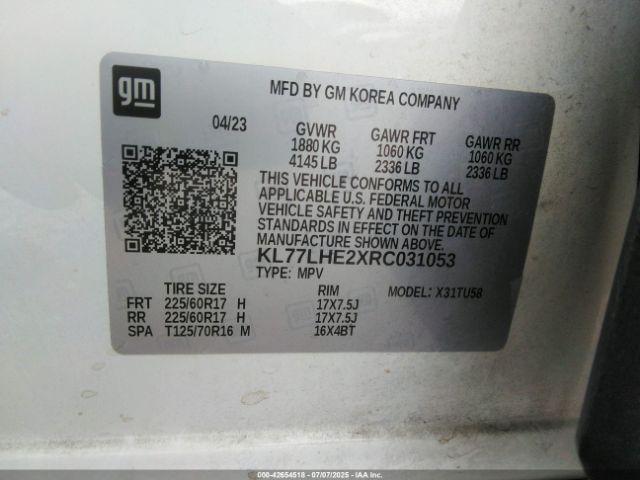 gm
MFD BY GM KOREA COMPANY
04/23 GVWR GAWR FRT GAWR RR
1880 KG 1060 KG 1060 KG
4145 LB 2336 LB 2336 LB
THIS VEHICLE CONFORMS TO ALL
APPLICABLE U.S. FEDERAL MOTOR
VEHICLE SAFETY AND THEFT PREVENTION
STANDARDS IN EFFECT ON THE DATE OF
MANUFACTURE SHOWN ABOVE.
KL77LHE2XRC031053
TYPE: MPV
TIRE SIZE RIM MODEL: X31TU58
FRT 225/60R17 H 17X7.5J
RR 225/60R17 H 17X7.5J
SPA T125/70R16 M 16X4BT
000-42654518 - 07/07/2025 - IAAI COPYRIGHT